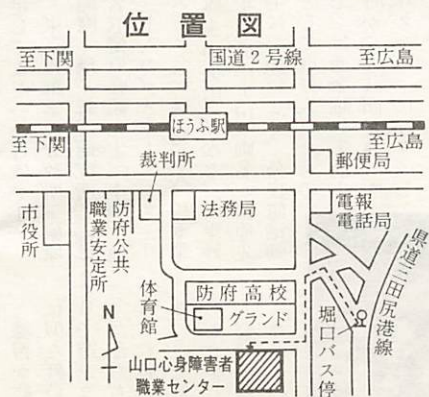 位置図
至下関
国道2号線
至広島
ほうふ駅
至下関
至広島
裁判所
郵便局
市役所
防府公共
職業安定所
法務局
電報
電話局
県道三田尻港線
体育館
防府高校
グランド
堀口バス停
N
山口心身障害者
職業センター